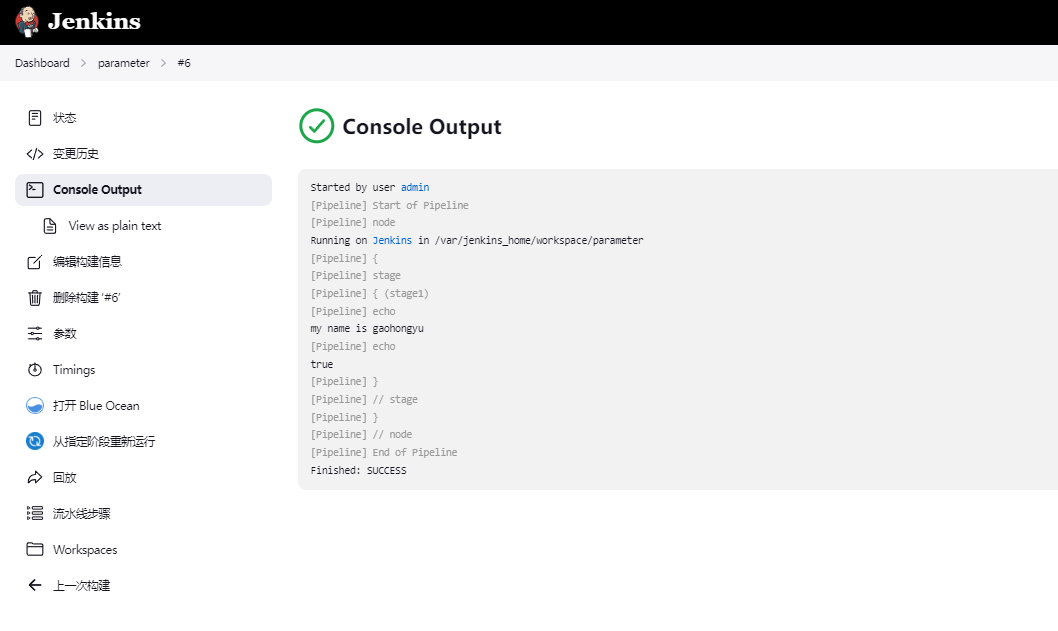 Jenkins
Dashboard > parameter > #6
状态
变更历史
Console Output
View as plain text
编辑构建信息
删除构建 ‘#6’
参数
Timings
打开 Blue Ocean
从指定阶段重新运行
回放
流水线步骤
Workspaces
上一次构建
Console Output
Started by user admin
[Pipeline] Start of Pipeline
[Pipeline] node
Running on Jenkins in /var/jenkins_home/workspace/parameter
[Pipeline] {
[Pipeline] stage
[Pipeline] { (stage1)
[Pipeline] echo
my name is gaohongyu
[Pipeline] echo
true
[Pipeline] }
[Pipeline] // stage
[Pipeline] }
[Pipeline] // node
[Pipeline] End of Pipeline
Finished: SUCCESS